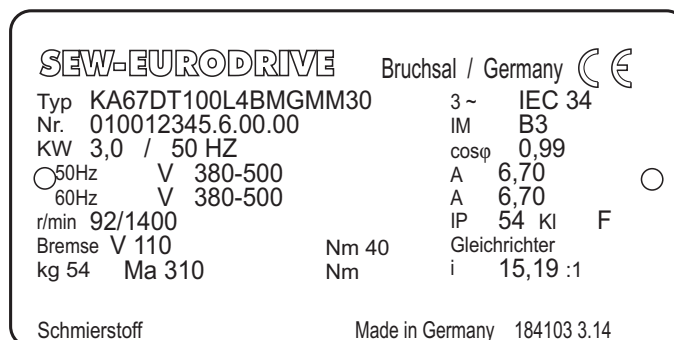 SEW-EURODRIVE Bruchsal / Germany CE
Typ KA67DT100L4BMGMM30 3 ~ IEC 34
Nr. 010012345.6.00.00 IM B3
KW 3,0 / 50 HZ cosφ 0,99
50Hz V 380-500 A 6,70
60Hz V 380-500 A 6,70
r/min 92/1400 IP 54 Kl F
Bremse V 110 Nm 40 Gleichrichter
kg 54 Ma 310 Nm i 15,19 :1
Schmierstoff Made in Germany 184103 3.14